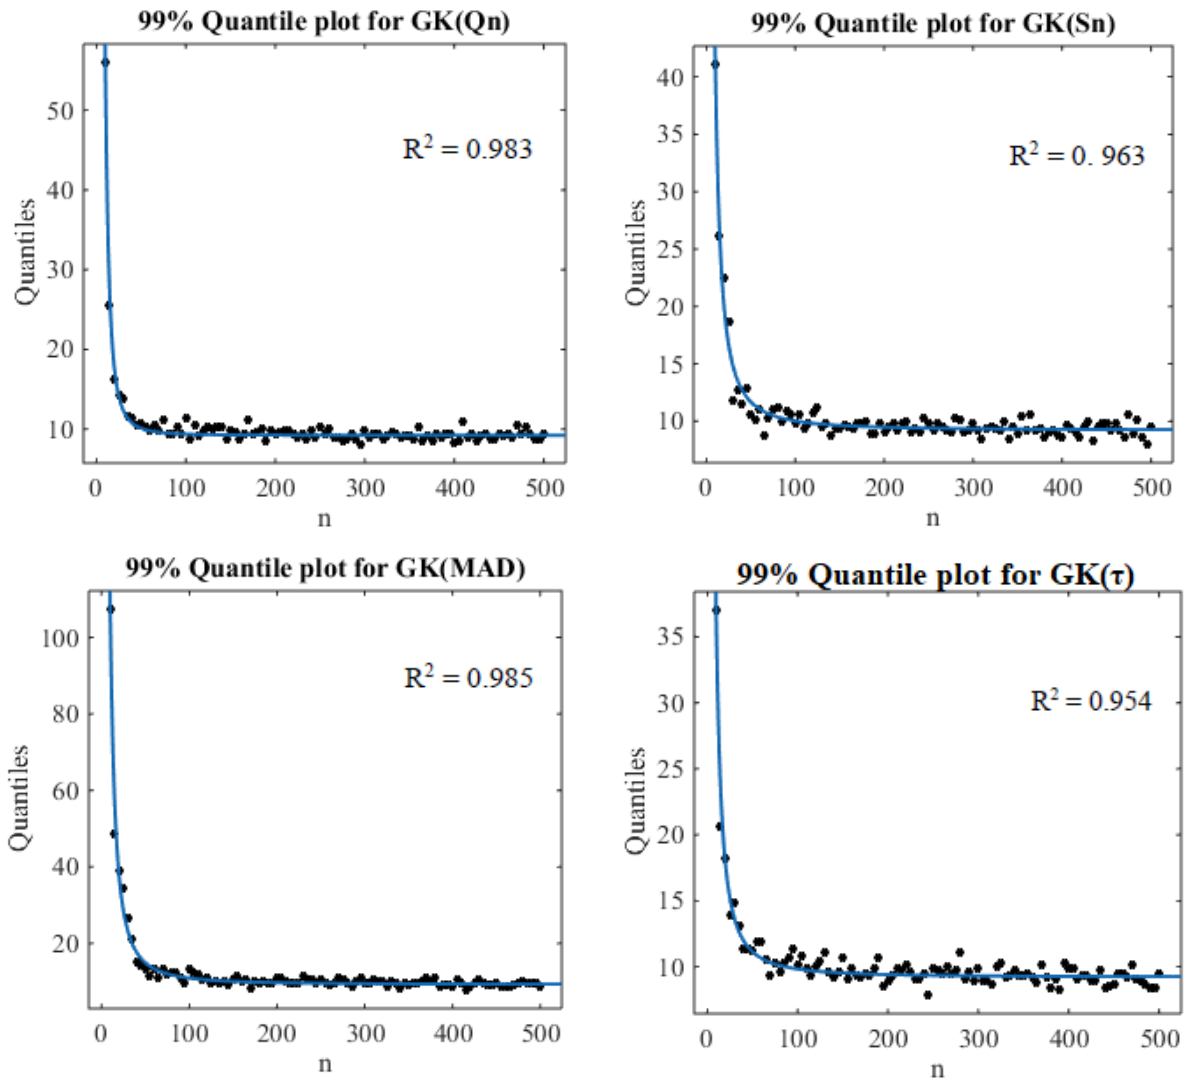 99% Quantile plot for GK(Qn)
50
40
30
20
10
Quantiles
R² = 0.983
0 100 200 300 400 500
n
99% Quantile plot for GK(Sn)
40
35
30
25
20
15
10
Quantiles
R² = 0. 963
0 100 200 300 400 500
n
99% Quantile plot for GK(MAD)
100
80
60
40
20
Quantiles
R² = 0.985
0 100 200 300 400 500
n
99% Quantile plot for GK(τ)
35
30
25
20
15
10
Quantiles
R² = 0.954
0 100 200 300 400 500
n